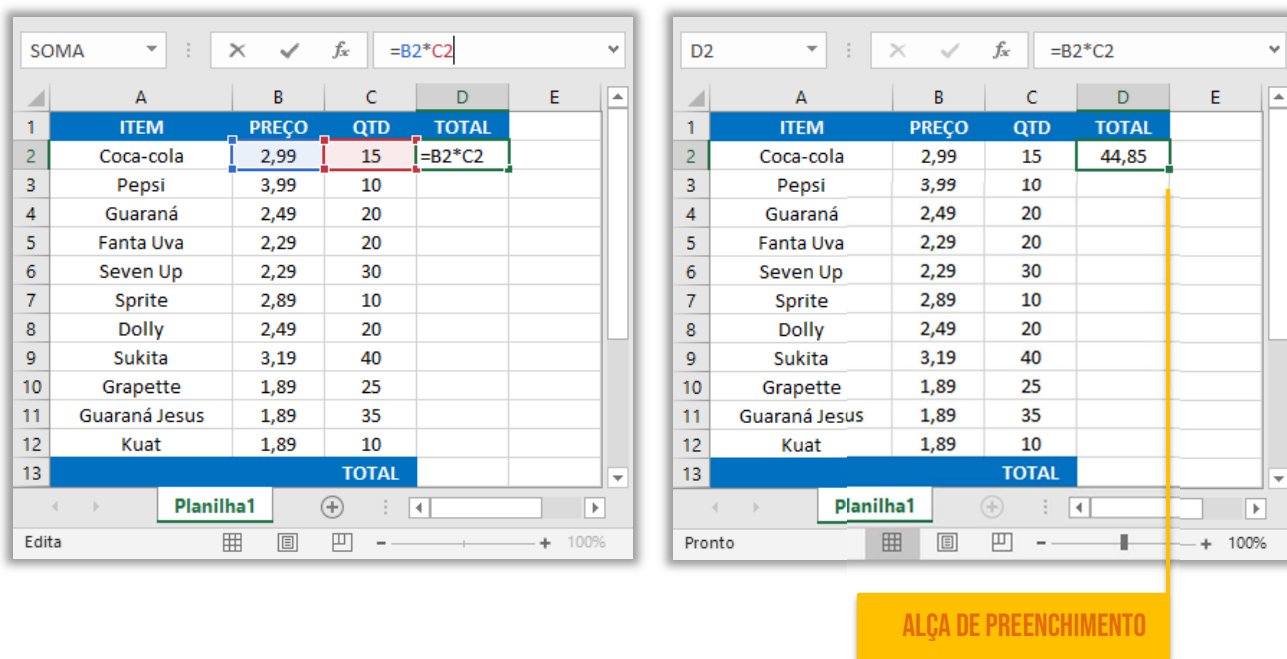 SOMA fx =B2*C2
A B C D E
1 ITEM PREÇO QTD TOTAL
2 Coca-cola 2,99 15 =B2*C2
3 Pepsi 3,99 10
4 Guaraná 2,49 20
5 Fanta Uva 2,29 20
6 Seven Up 2,29 30
7 Sprite 2,89 10
8 Dolly 2,49 20
9 Sukita 3,19 40
10 Grapette 1,89 25
11 Guaraná Jesus 1,89 35
12 Kuat 1,89 10
13 TOTAL
Planilha1
Edita 100%
D2 fx =B2*C2
A B C D E
1 ITEM PREÇO QTD TOTAL
2 Coca-cola 2,99 15 44,85
3 Pepsi 3,99 10
4 Guaraná 2,49 20
5 Fanta Uva 2,29 20
6 Seven Up 2,29 30
7 Sprite 2,89 10
8 Dolly 2,49 20
9 Sukita 3,19 40
10 Grapette 1,89 25
11 Guaraná Jesus 1,89 35
12 Kuat 1,89 10
13 TOTAL
Planilha1
Pronto 100%
ALÇA DE PREENCHIMENTO